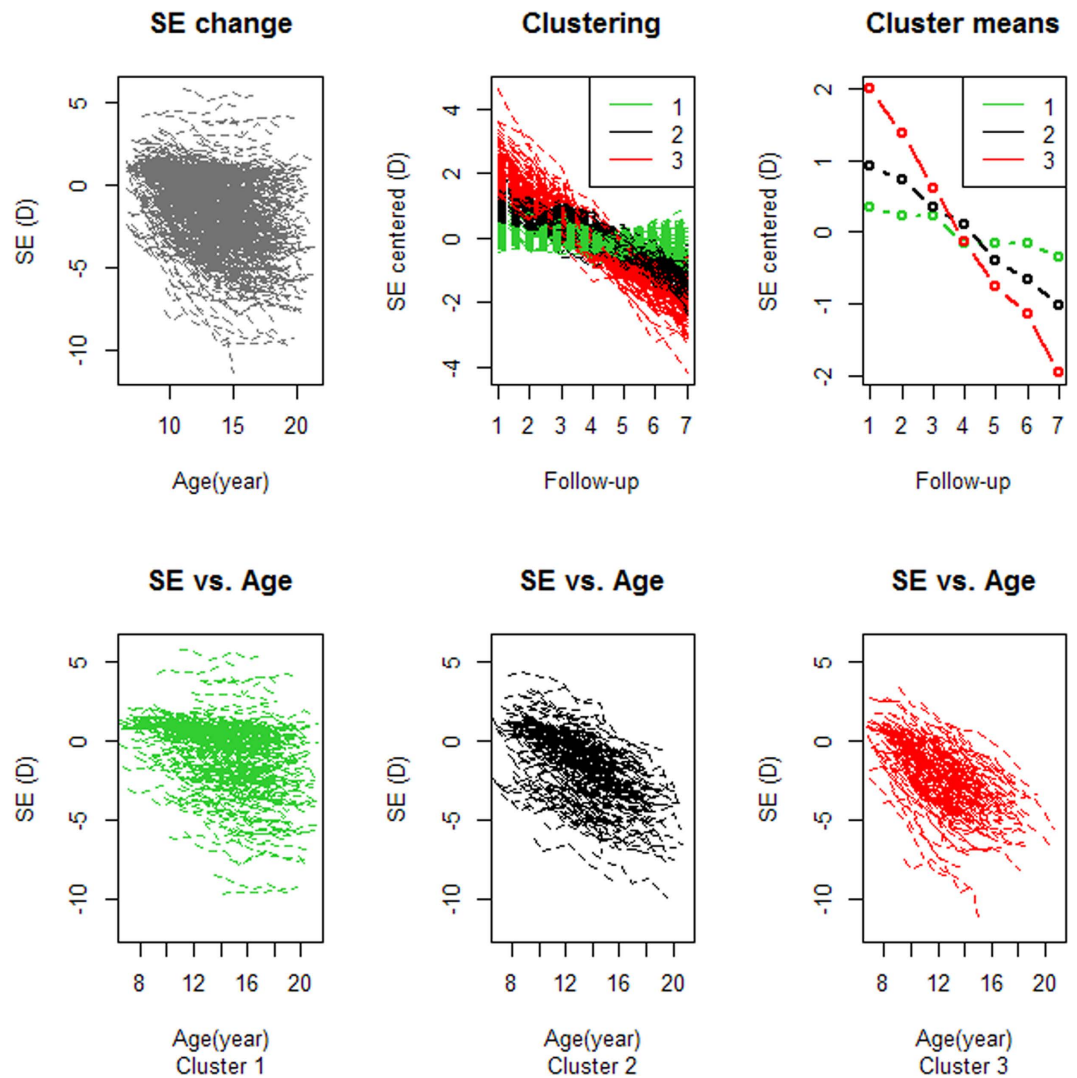 SE change
Clustering
Cluster means
5
0
-5
-10
SE (D)
10 15 20
Age(year)
4
2
0
-2
-4
SE centered (D)
1 2 3 4 5 6 7
Follow-up
1
2
3
2
1
0
-1
-2
SE centered (D)
1 2 3 4 5 6 7
Follow-up
1
2
3
SE vs. Age
SE vs. Age
SE vs. Age
5
0
-5
-10
SE (D)
8 12 16 20
Age(year)
Cluster 1
5
0
-5
-10
SE (D)
8 12 16 20
Age(year)
Cluster 2
5
0
-5
-10
SE (D)
8 12 16 20
Age(year)
Cluster 3